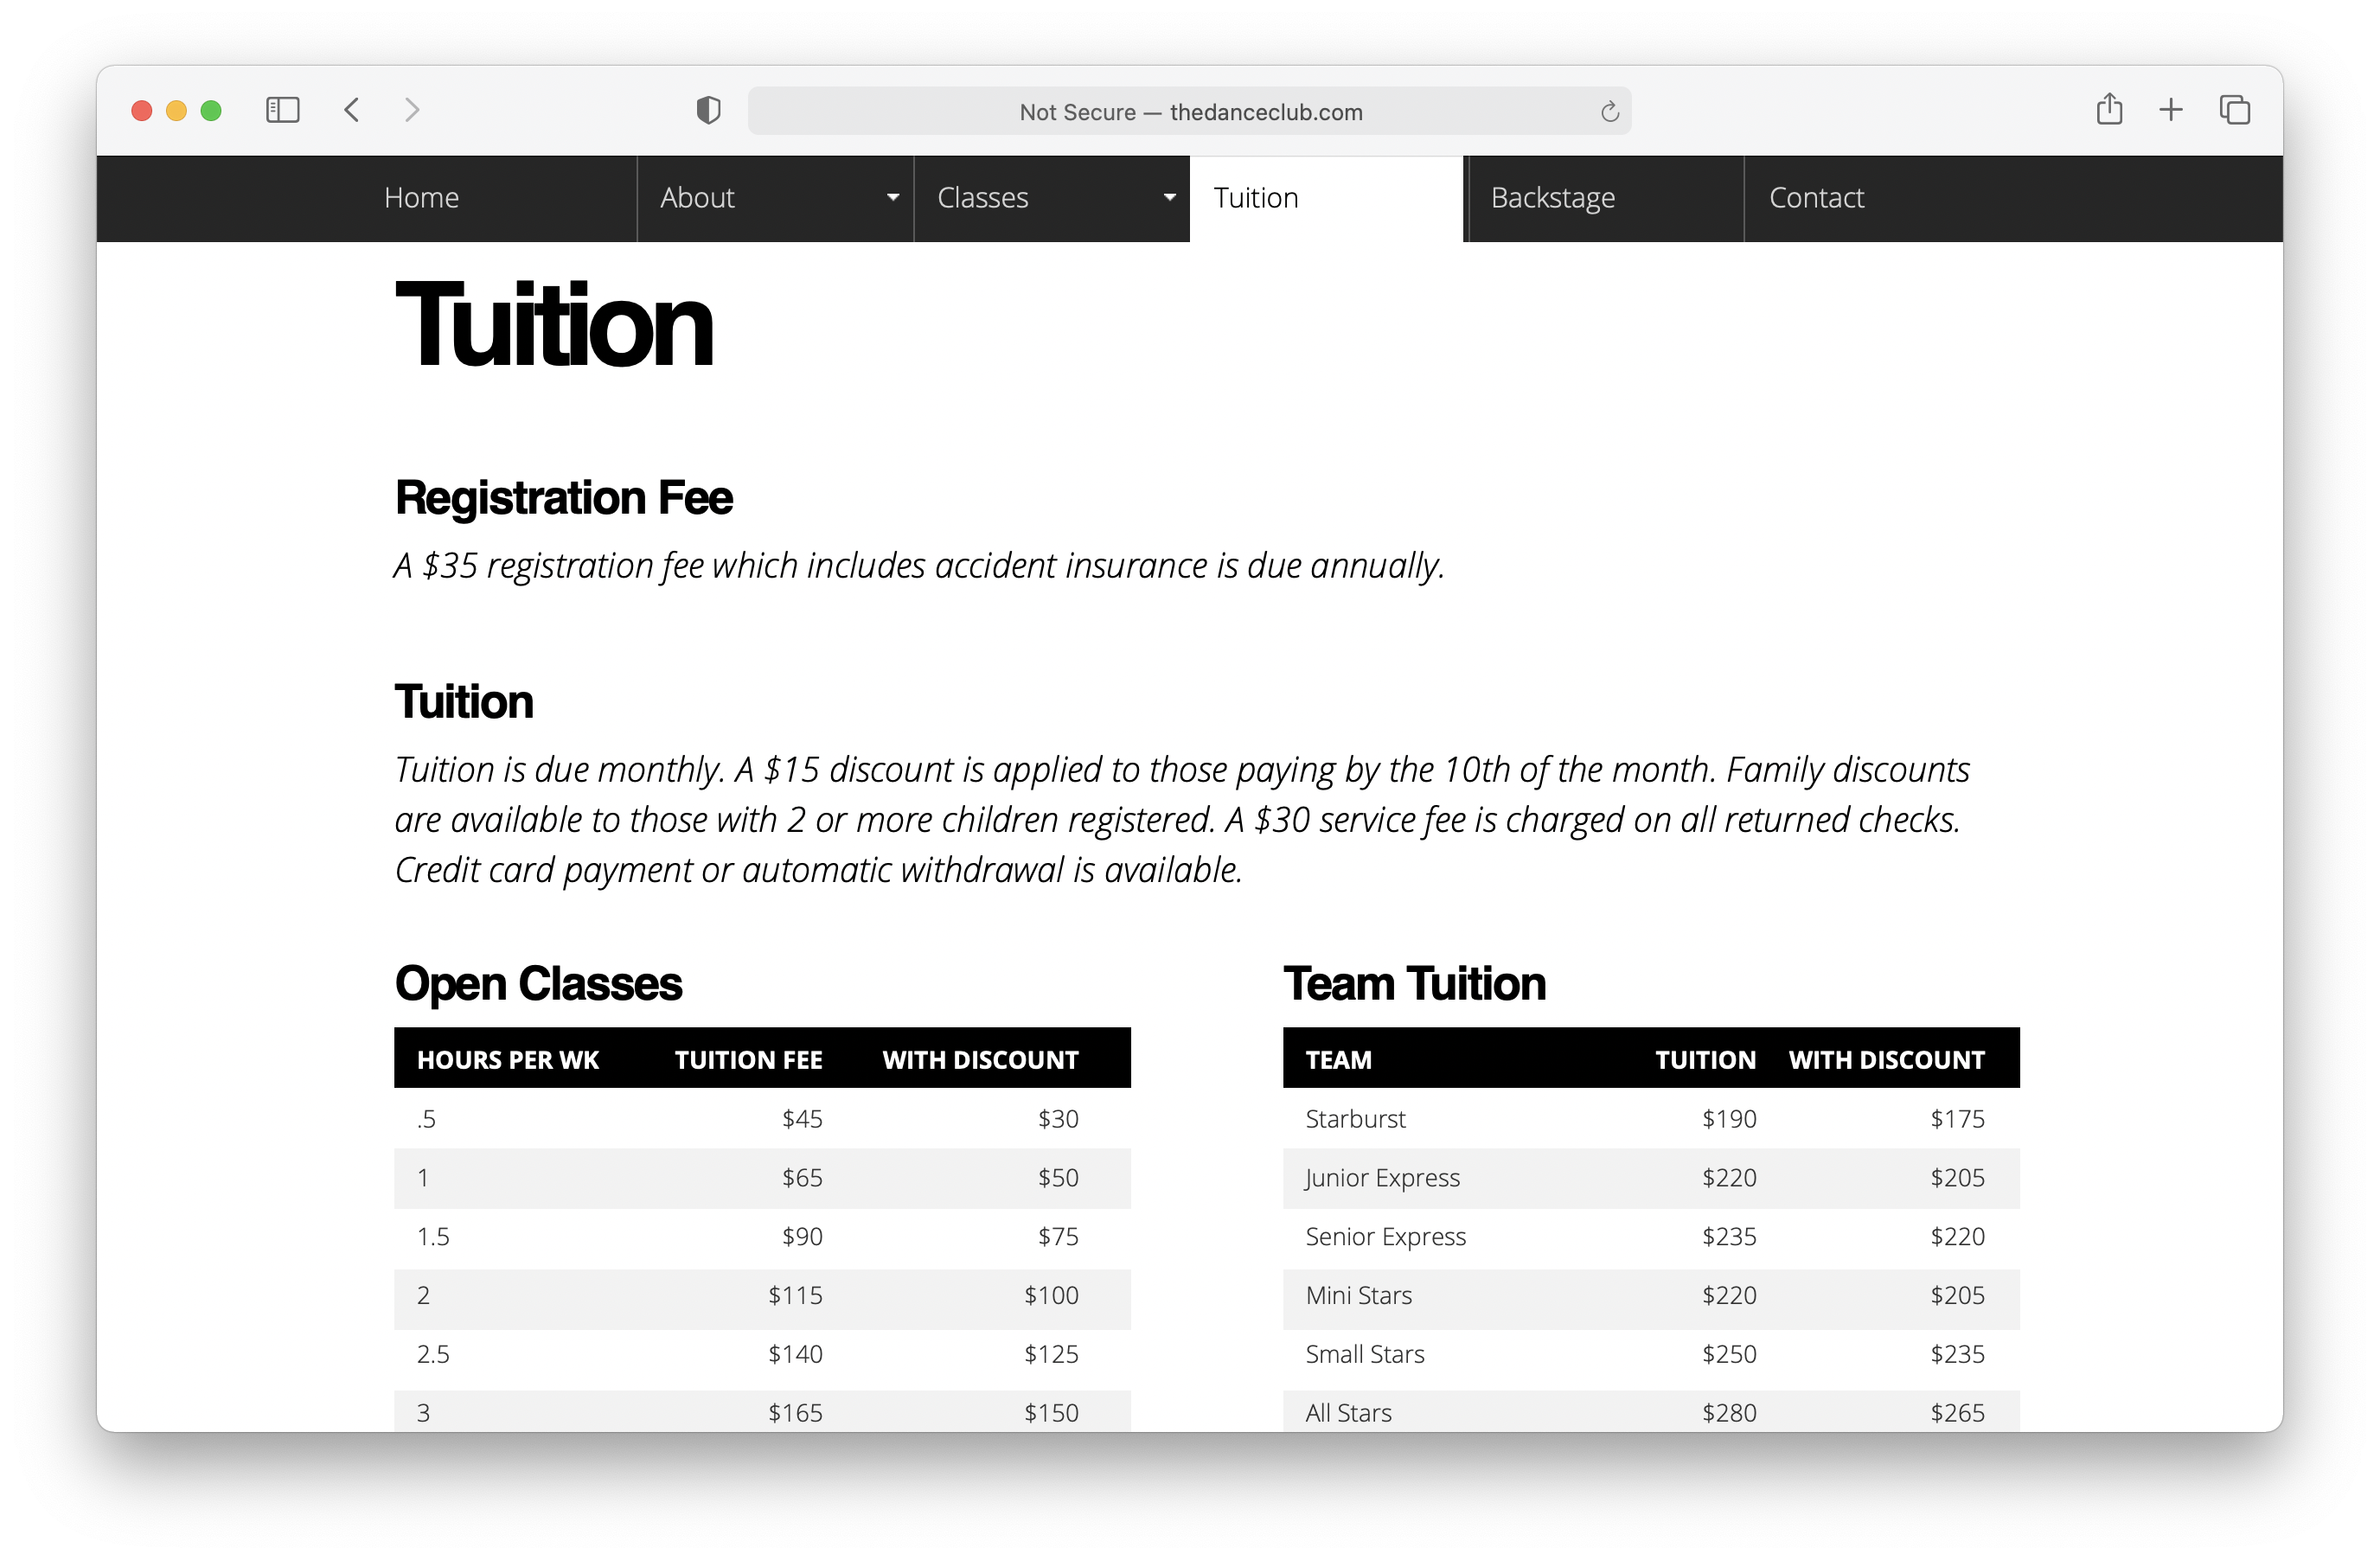 Not Secure — thedanceclub.com
Home About Classes Tuition Backstage Contact
Tuition
Registration Fee
A $35 registration fee which includes accident insurance is due annually.
Tuition
Tuition is due monthly. A $15 discount is applied to those paying by the 10th of the month. Family discounts
are available to those with 2 or more children registered. A $30 service fee is charged on all returned checks.
Credit card payment or automatic withdrawal is available.
Open Classes
HOURS PER WK TUITION FEE WITH DISCOUNT
.5 $45 $30
1 $65 $50
1.5 $90 $75
2 $115 $100
2.5 $140 $125
3 $165 $150
Team Tuition
TEAM TUITION WITH DISCOUNT
Starburst $190 $175
Junior Express $220 $205
Senior Express $235 $220
Mini Stars $220 $205
Small Stars $250 $235
All Stars $280 $265